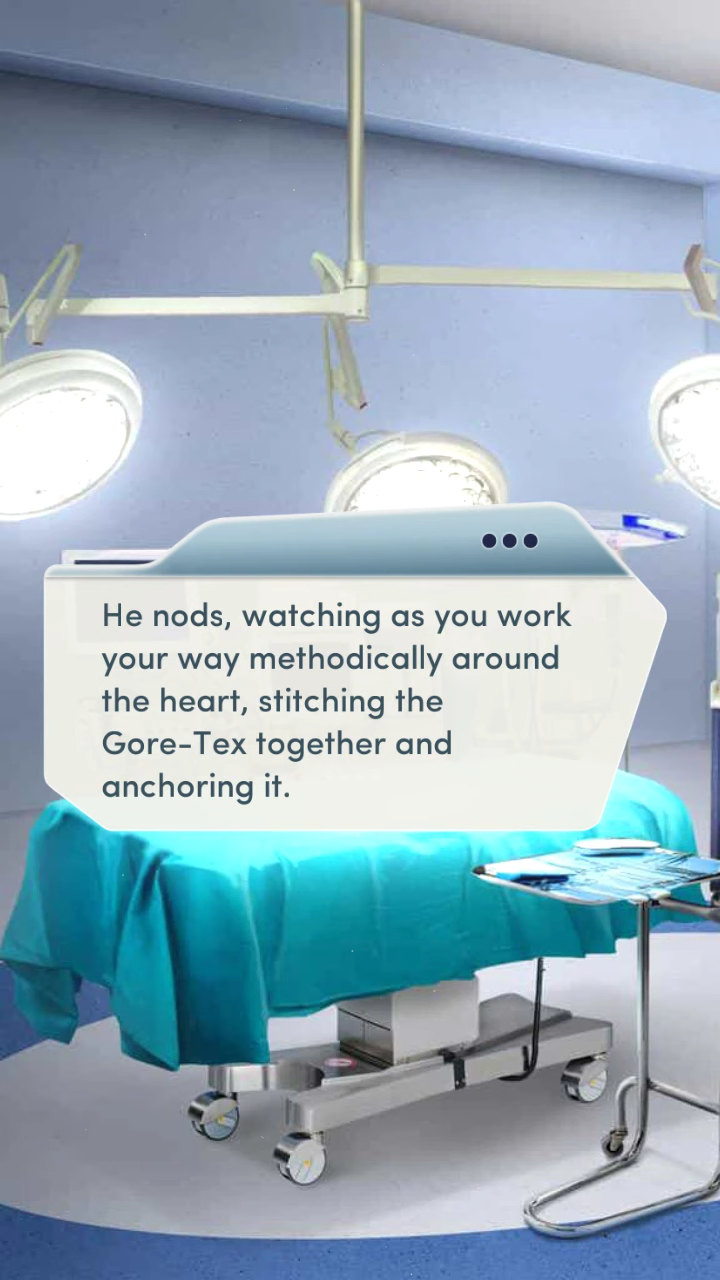 He nods, watching as you work
your way methodically around
the heart, stitching the
Gore-Tex together and
anchoring it.